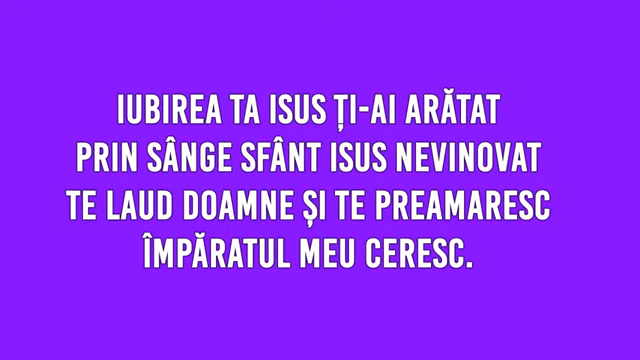 IUBIREA TA ISUS ȚI-AI ARĂTAT
PRIN SÂNGE SFÂNT ISUS NEVINOVAT
TE LAUD DOAMNE ȘI TE PREAMARESC
ÎMPĂRATUL MEU CERESC.